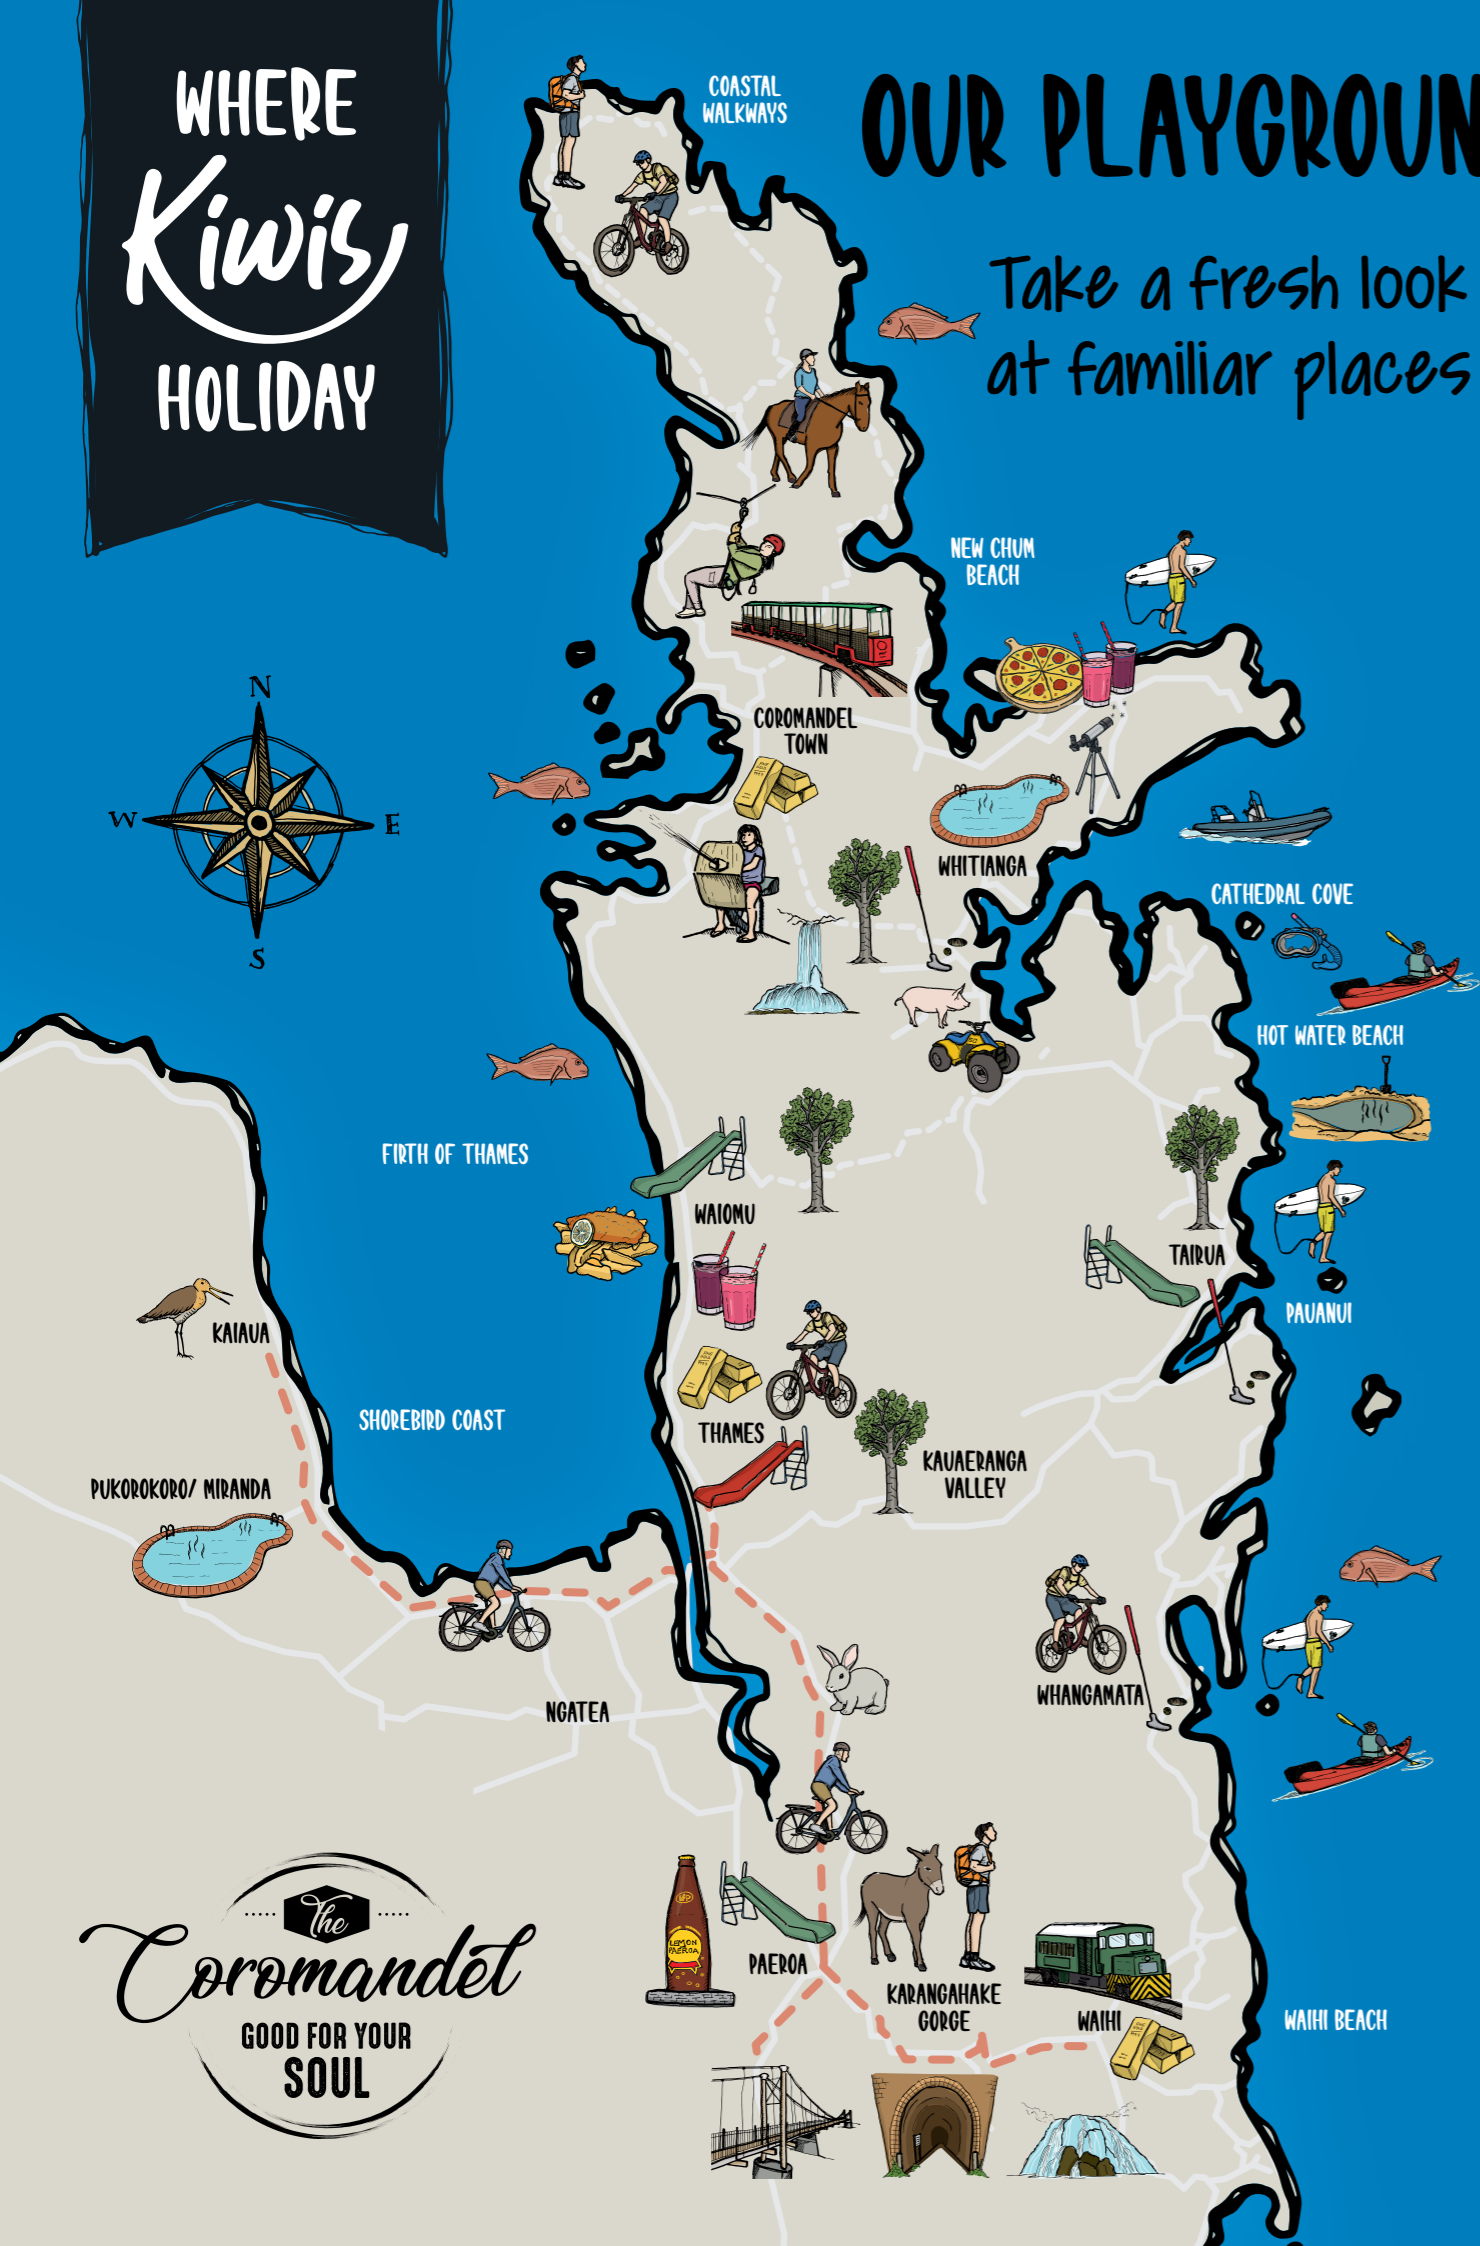 WHERE
Kiwis
HOLIDAY
COASTAL
WALKWAYS
OUR PLAYGROUN
Take a fresh look
at familiar places
NEW CHUM
BEACH
N
W
E
S
COROMANDEL
TOWN
WHITIANGA
CATHEDRAL COVE
HOT WATER BEACH
FIRTH OF THAMES
WAIOMU
TAIRUA
PAUANUI
KAIAUA
SHOREBIRD COAST
THAMES
KAUAERANGA
VALLEY
PUKOROKORO/ MIRANDA
WHANGAMATA
NGATEA
LEMON
PAEROA
PAEROA
KARANGAHAKE
GORGE
WAIHI
WAIHI BEACH
The
Coromandel
GOOD FOR YOUR
SOUL